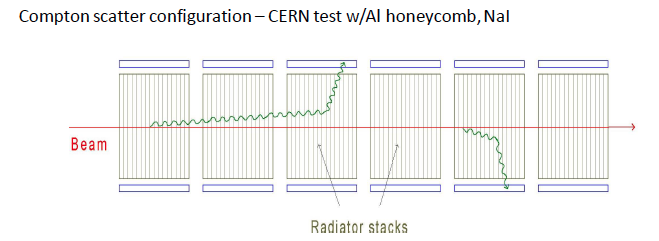 Compton scatter configuration – CERN test w/Al honeycomb, NaI
Beam
Radiator stacks